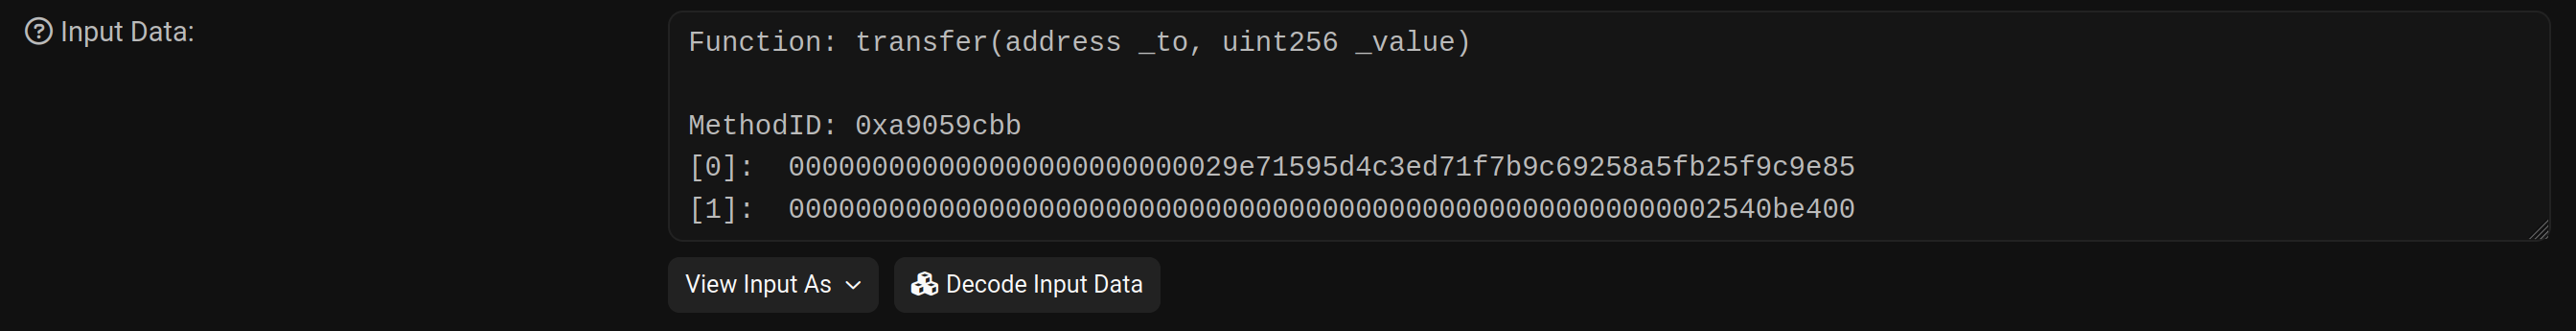 Input Data:
Function: transfer(address _to, uint256 _value)
MethodID: 0xa9059cbb
[0]: 000000000000000000000000029e71595d4c3ed71f7b9c69258a5fb25f9c9e85
[1]: 00000000000000000000000000000000000000000000000000000002540be400
View Input As
Decode Input Data